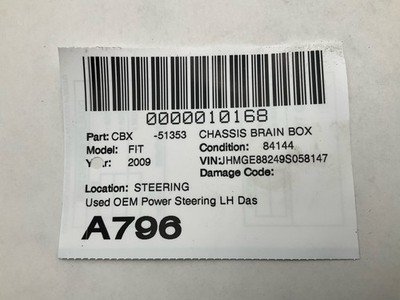 0000010168
Part: CBX -51353 CHASSIS BRAIN BOX
Model: FIT Condition: 84144
Year: 2009 VIN:JHMGE88249S058147
Damage Code:
Location: STEERING
Used OEM Power Steering LH Das
A796